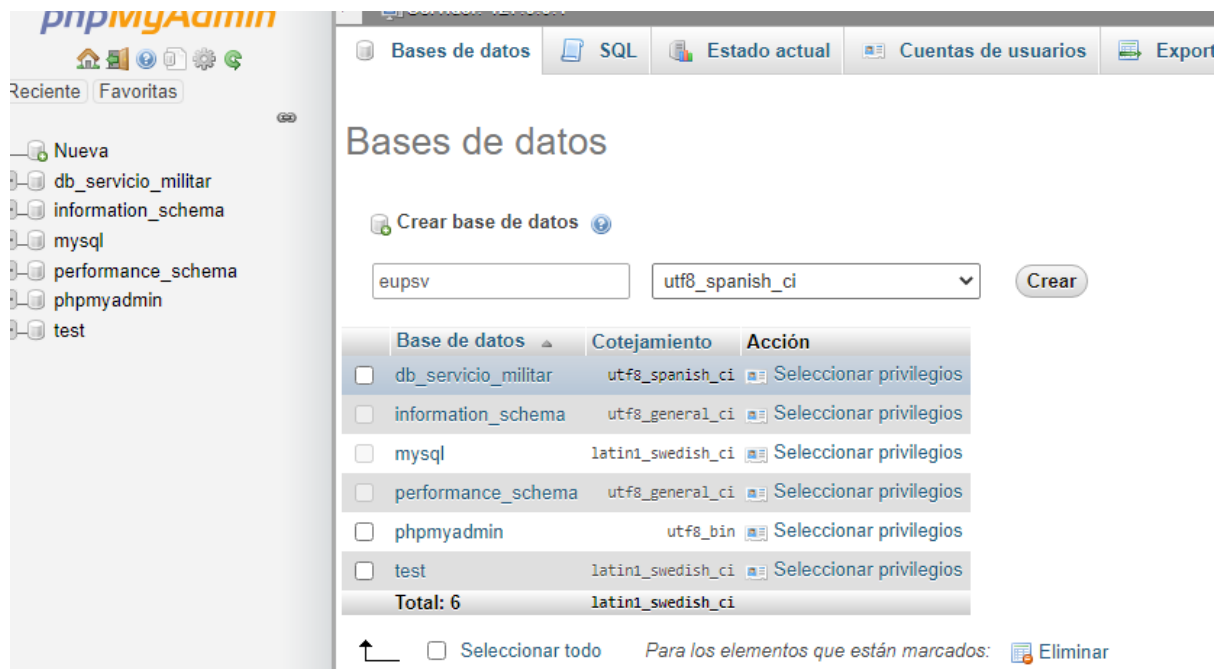 phpMyAdmin
Reciente Favoritas
Nueva
db_servicio_militar
information_schema
mysql
performance_schema
phpmyadmin
test
Bases de datos SQL Estado actual Cuentas de usuarios Export
Bases de datos
Crear base de datos
eupsv utf8_spanish_ci Crear
Base de datos Cotejamiento Acción
db_servicio_militar utf8_spanish_ci Seleccionar privilegios
information_schema utf8_general_ci Seleccionar privilegios
mysql latin1_swedish_ci Seleccionar privilegios
performance_schema utf8_general_ci Seleccionar privilegios
phpmyadmin utf8_bin Seleccionar privilegios
test latin1_swedish_ci Seleccionar privilegios
Total: 6 latin1_swedish_ci
Seleccionar todo Para los elementos que están marcados: Eliminar